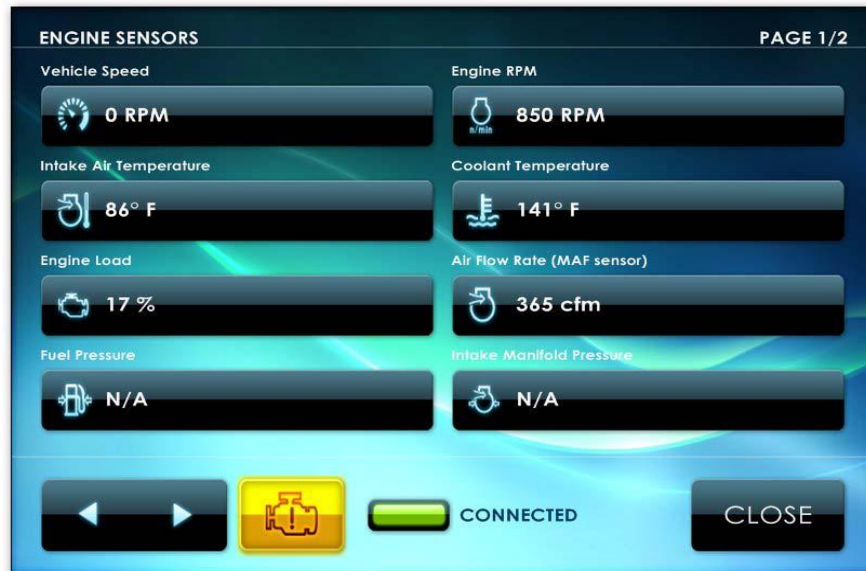 ENGINE SENSORS PAGE 1/2
Vehicle Speed Engine RPM
0 RPM 850 RPM
n/min
Intake Air Temperature Coolant Temperature
86° F 141° F
Engine Load Air Flow Rate (MAF sensor)
17 % 365 cfm
Fuel Pressure Intake Manifold Pressure
N/A N/A
CONNECTED CLOSE